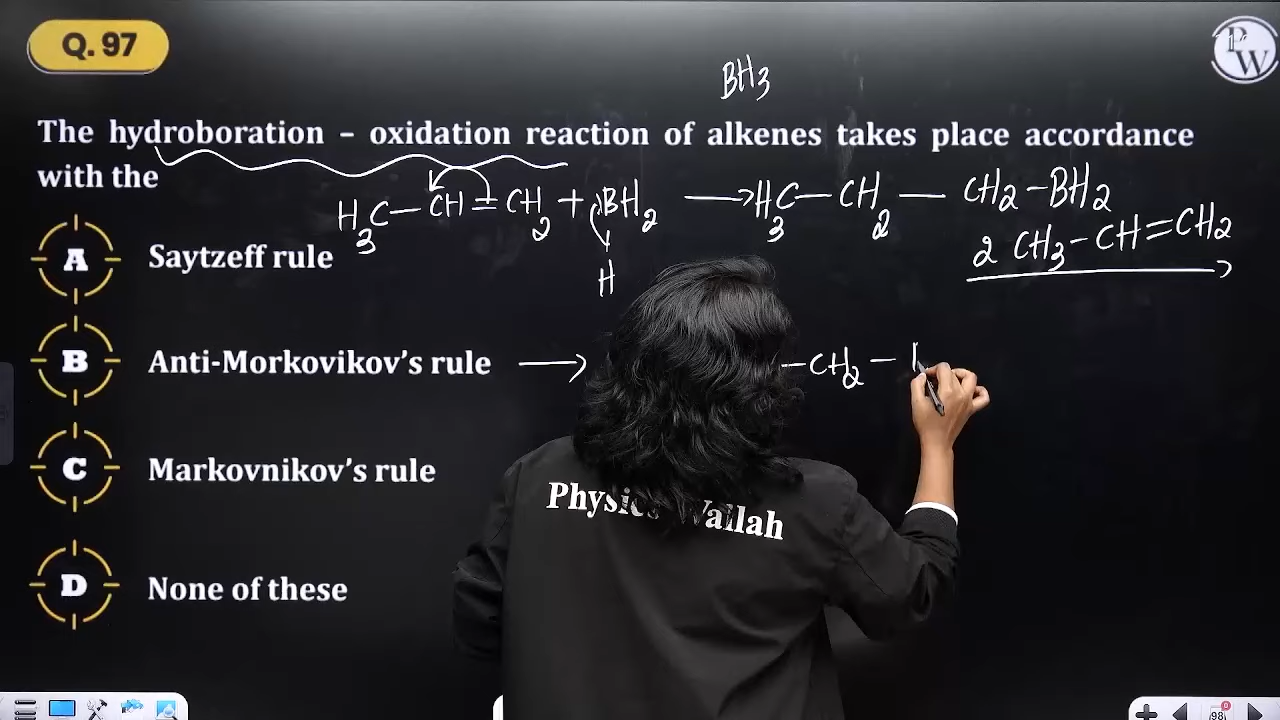 Q. 97
PW
BH3
The hydroboration – oxidation reaction of alkenes takes place accordance
with the
H3C–CH=CH2 + BH2 ⟶ H3C–CH2 – CH2–BH2
H
2 CH3–CH=CH2
A Saytzeff rule
B Anti-Morkovikov's rule ⟶ –CH2–
C Markovnikov's rule
D None of these
Physics Wallah
98